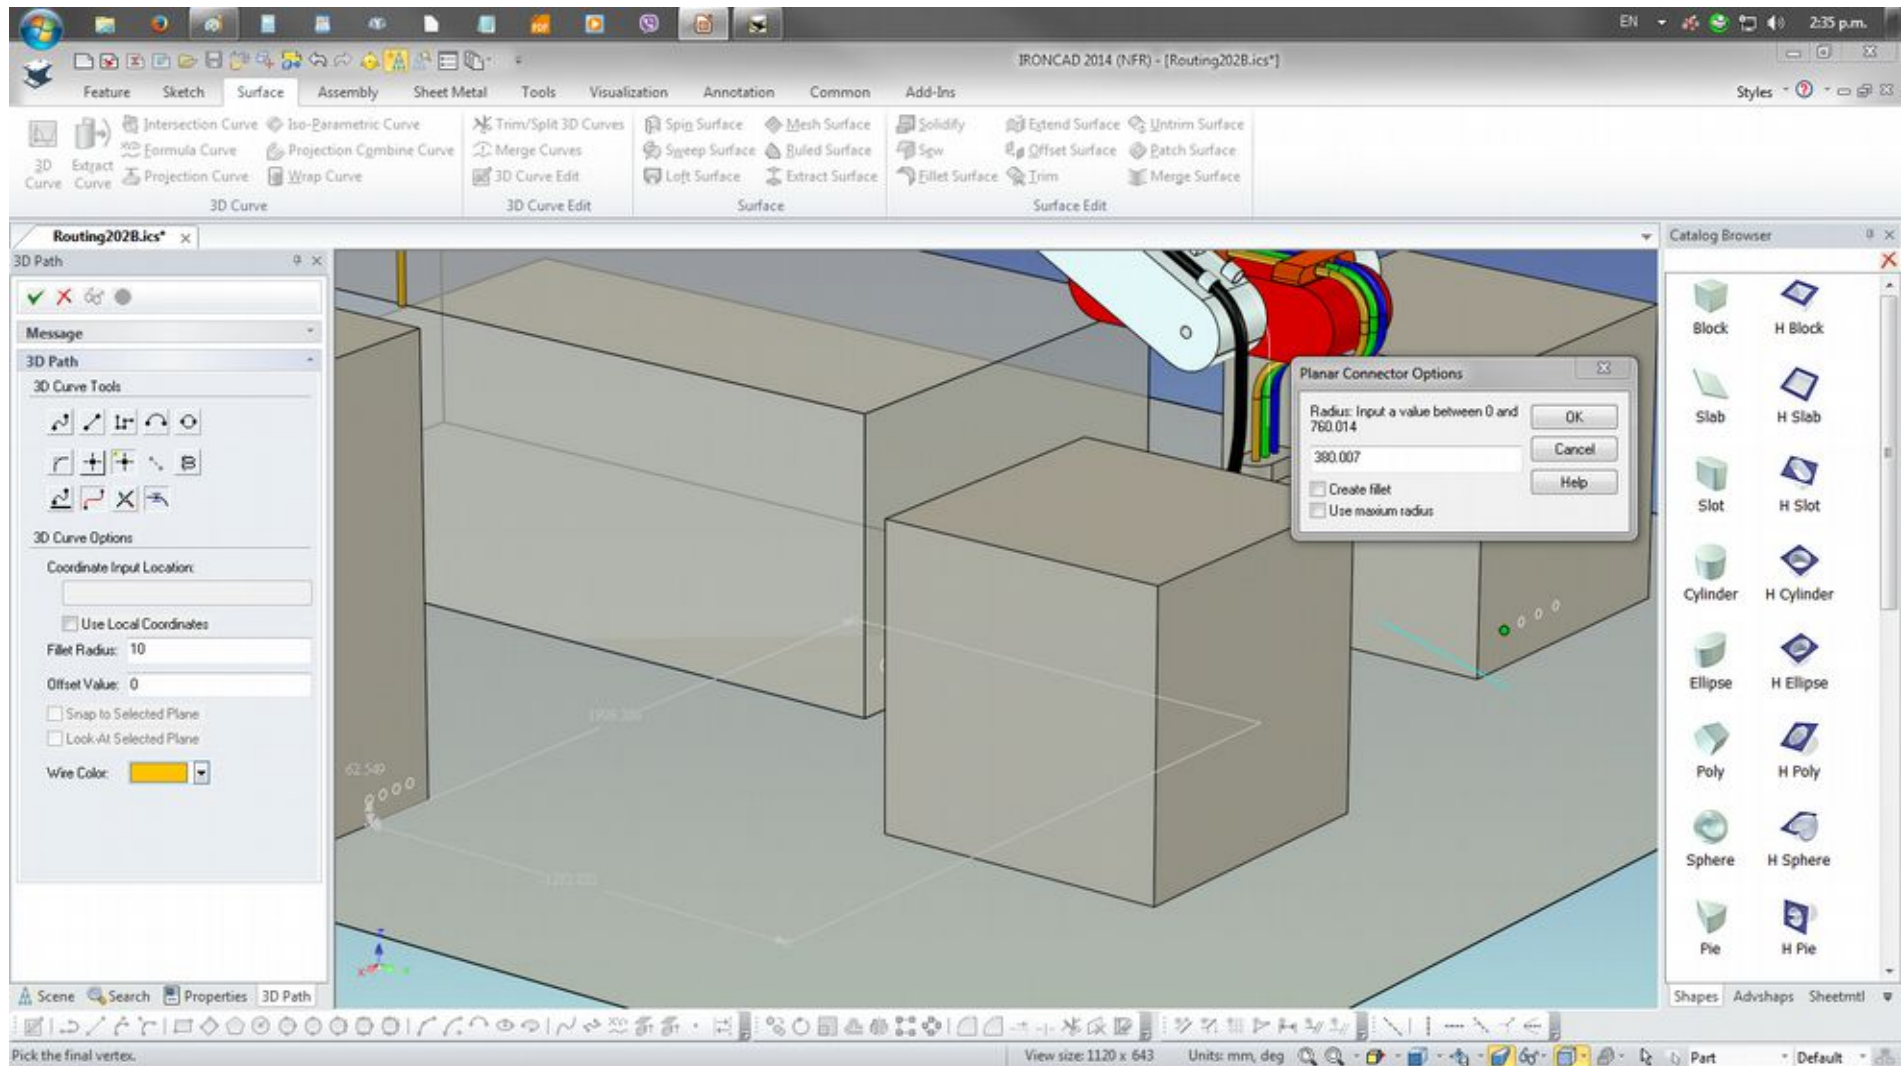 EN 2:35 p.m.
IRONCAD 2014 (NFR) - [Routing202B.ics*]
Feature Sketch Surface Assembly Sheet Metal Tools Visualization Annotation Common Add-Ins Styles
3D Curve
Extract Curve
Intersection Curve Iso-Parametric Curve
Formula Curve Projection Combine Curve
Projection Curve Wrap Curve
3D Curve
Trim/Split 3D Curves
Merge Curves
3D Curve Edit
3D Curve Edit
Spin Surface Mesh Surface
Sweep Surface Ruled Surface
Loft Surface Extract Surface
Surface
Solidify Extend Surface Untrim Surface
Sew Offset Surface Patch Surface
Fillet Surface Trim Merge Surface
Surface Edit
Routing202B.ics*
3D Path
Message
3D Path
3D Curve Tools
3D Curve Options
Coordinate Input Location:
Use Local Coordinates
Fillet Radius: 10
Offset Value: 0
Snap to Selected Plane
Look-At Selected Plane
Wire Color:
Scene Search Properties 3D Path
62.549
Planar Connector Options
Radius: Input a value between 0 and
760.014
380.007
Create fillet
Use maxium radius
OK
Cancel
Help
Catalog Browser
Block H Block
Slab H Slab
Slot H Slot
Cylinder H Cylinder
Ellipse H Ellipse
Poly H Poly
Sphere H Sphere
Pie H Pie
Shapes Advshaps Sheetmtl
Pick the final vertex.
View size: 1120 x 643 Units: mm, deg Part Default